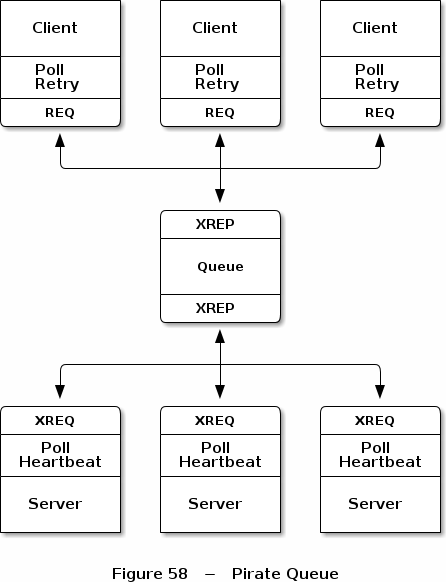 Client Client Client
Poll Poll Poll
Retry Retry Retry
REQ REQ REQ
XREP
Queue
XREP
XREQ XREQ XREQ
Poll Poll Poll
Heartbeat Heartbeat Heartbeat
Server Server Server
Figure 58 – Pirate Queue